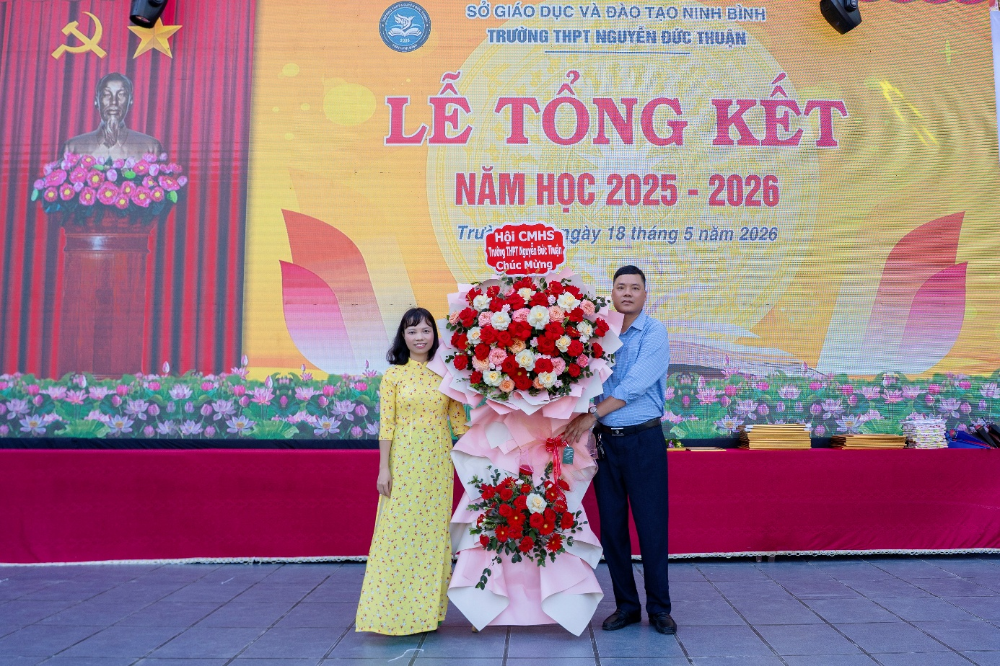 SỞ GIÁO DỤC VÀ ĐÀO TẠO NINH BÌNH
TRƯỜNG THPT NGUYỄN ĐỨC THUẬN
2003
LỄ TỔNG KẾT
NĂM HỌC 2025 - 2026
ngày 18 tháng 5 năm 2026
Hội CMHS
Trường THPT Nguyễn Đức Thuận
Chúc Mừng